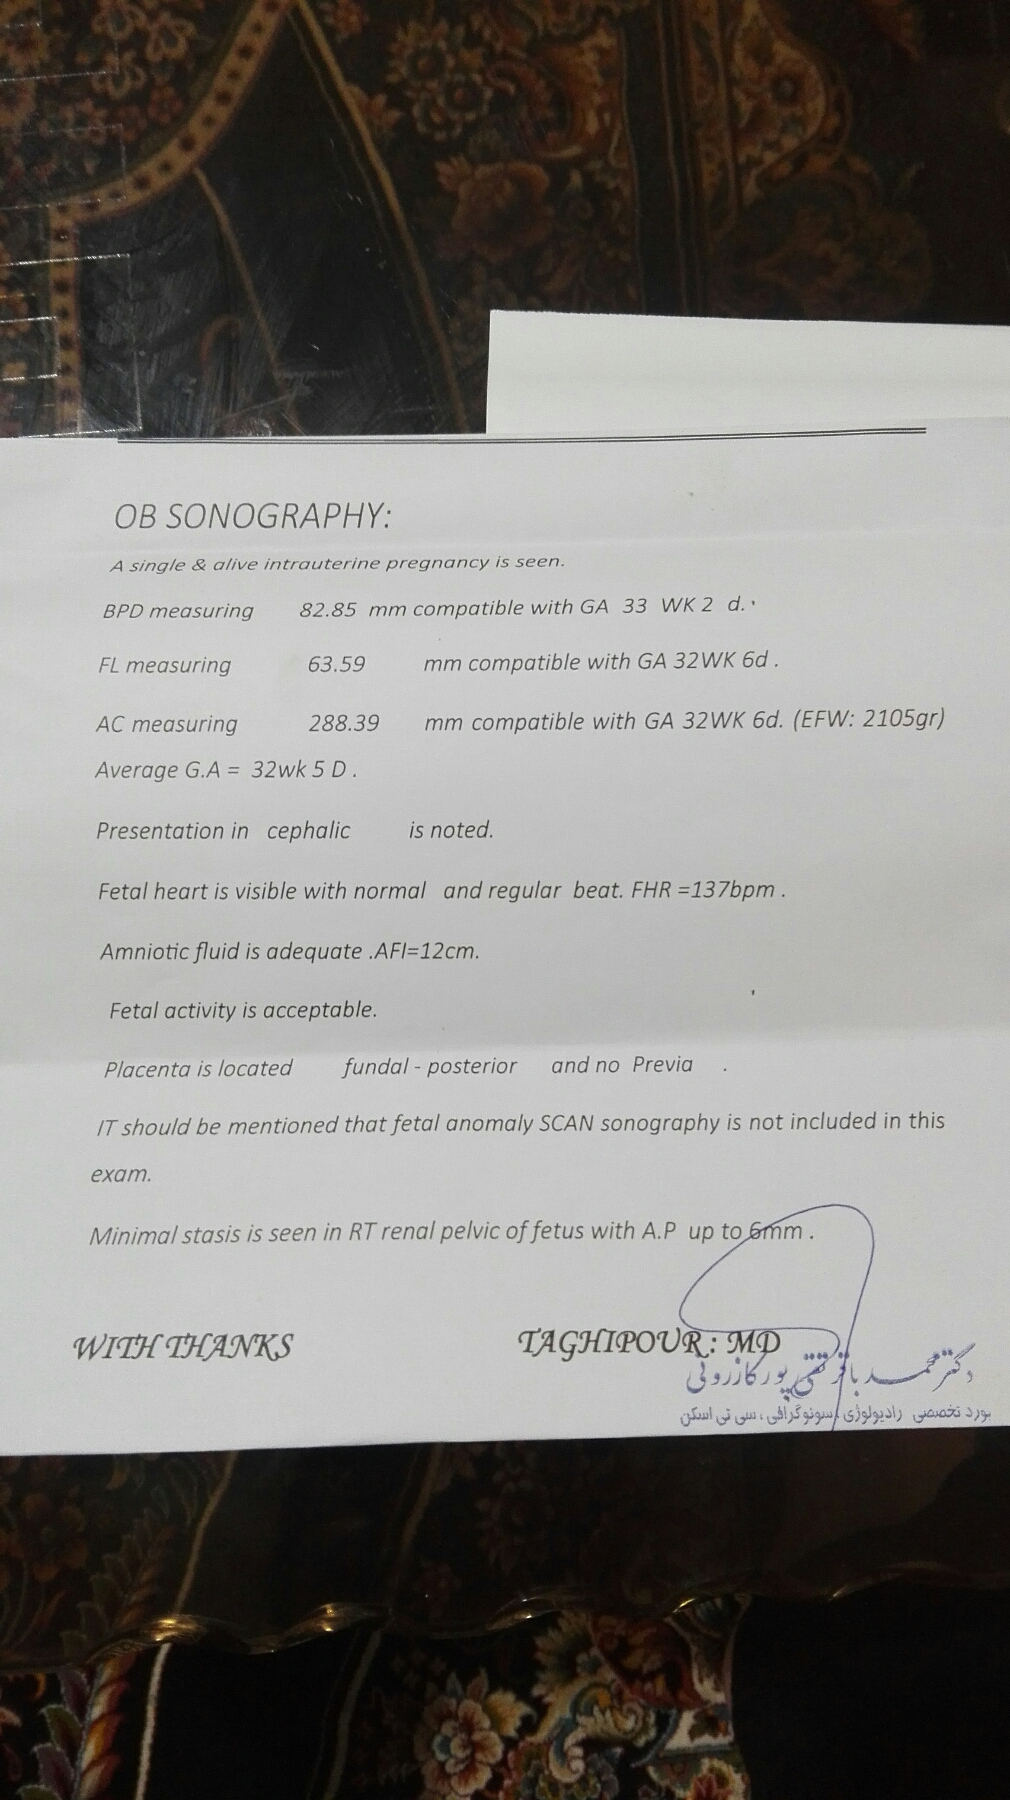 OB SONOGRAPHY:
A single & alive intrauterine pregnancy is seen.
BPD measuring 82.85 mm compatible with GA 33 WK 2 d.
FL measuring 63.59 mm compatible with GA 32WK 6d .
AC measuring 288.39 mm compatible with GA 32WK 6d. (EFW: 2105gr)
Average G.A = 32wk 5 D .
Presentation in cephalic is noted.
Fetal heart is visible with normal and regular beat. FHR =137bpm .
Amniotic fluid is adequate .AFI=12cm.
Fetal activity is acceptable.
Placenta is located fundal - posterior and no Previa .
IT should be mentioned that fetal anomaly SCAN sonography is not included in this
exam.
Minimal stasis is seen in RT renal pelvic of fetus with A.P up to 6mm .
WITH THANKS TAGHIPOUR: MD
دکتر محمد باقر تقی پور کازرونی
بورد تخصصی رادیولوژی، سونوگرافی، سی تی اسکن